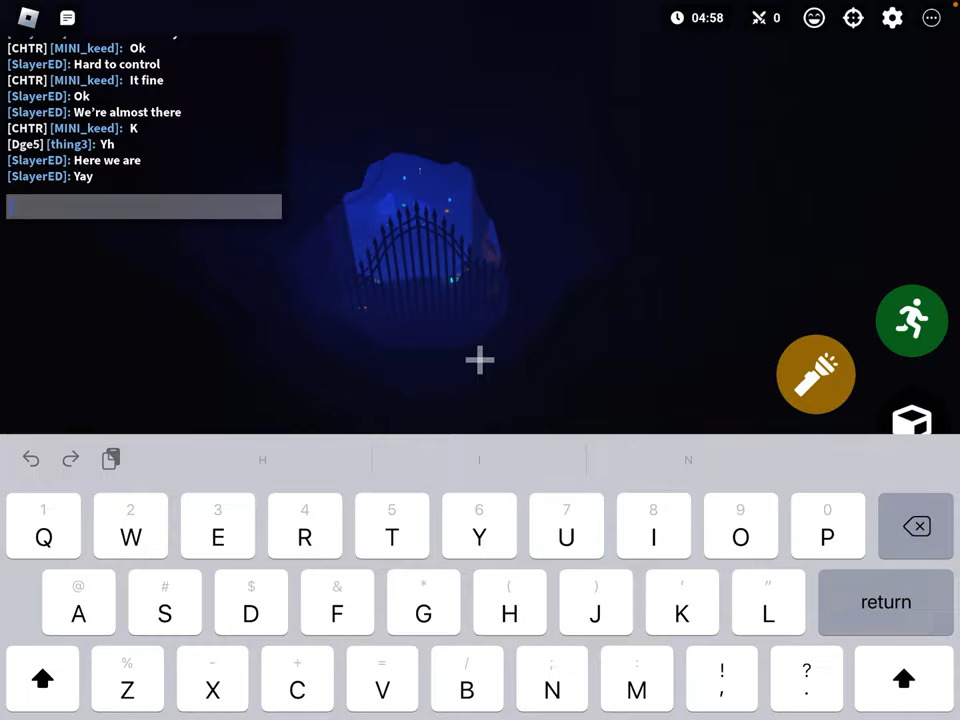 04:58
0
[CHTR] [MINI_keed]: Ok
[SlayerED]: Hard to control
[CHTR] [MINI_keed]: It fine
[SlayerED]: Ok
[SlayerED]: We’re almost there
[CHTR] [MINI_keed]: K
[Dge5] [thing3]: Yh
[SlayerED]: Here we are
[SlayerED]: Yay
H I N
1 2 3 4 5 6 7 8 9 0
Q W E R T Y U I O P
@ # $ & * ( ) ' "
A S D F G H J K L return
% - + = / ; : ! ?
Z X C V B N M , .